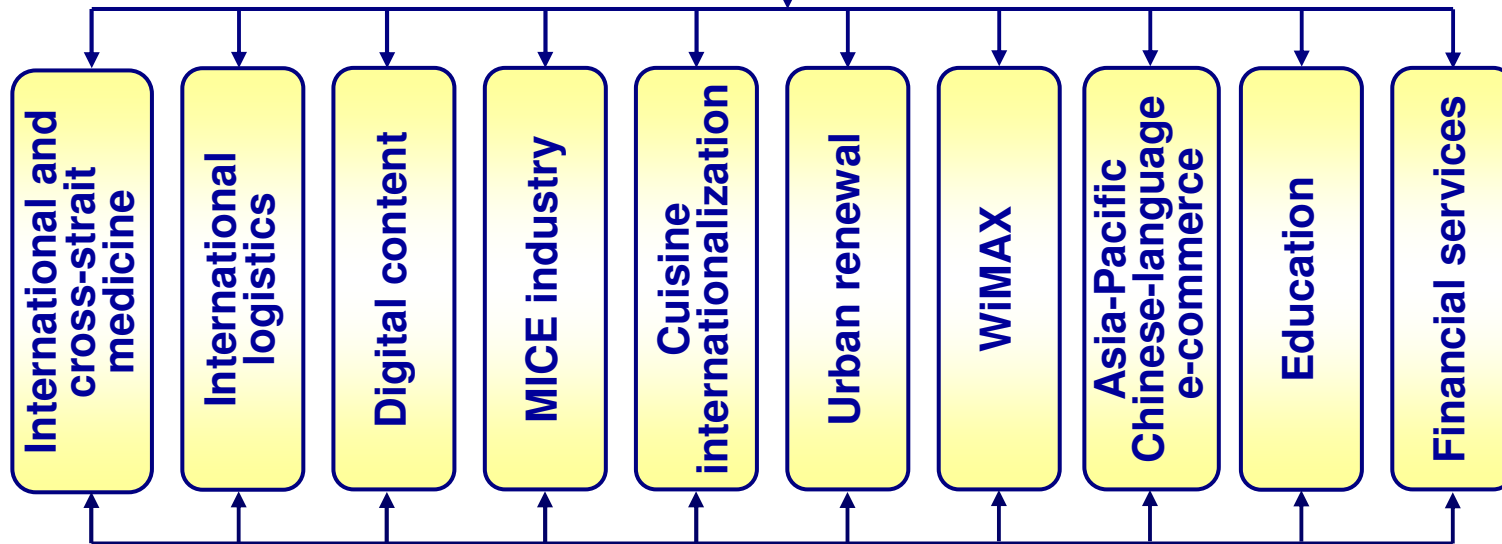 International and
cross-strait
medicine
International
logistics
Digital content
MICE industry
Cuisine
internationalization
Urban renewal
WiMAX
Asia-Pacific
Chinese-language
e-commerce
Education
Financial services